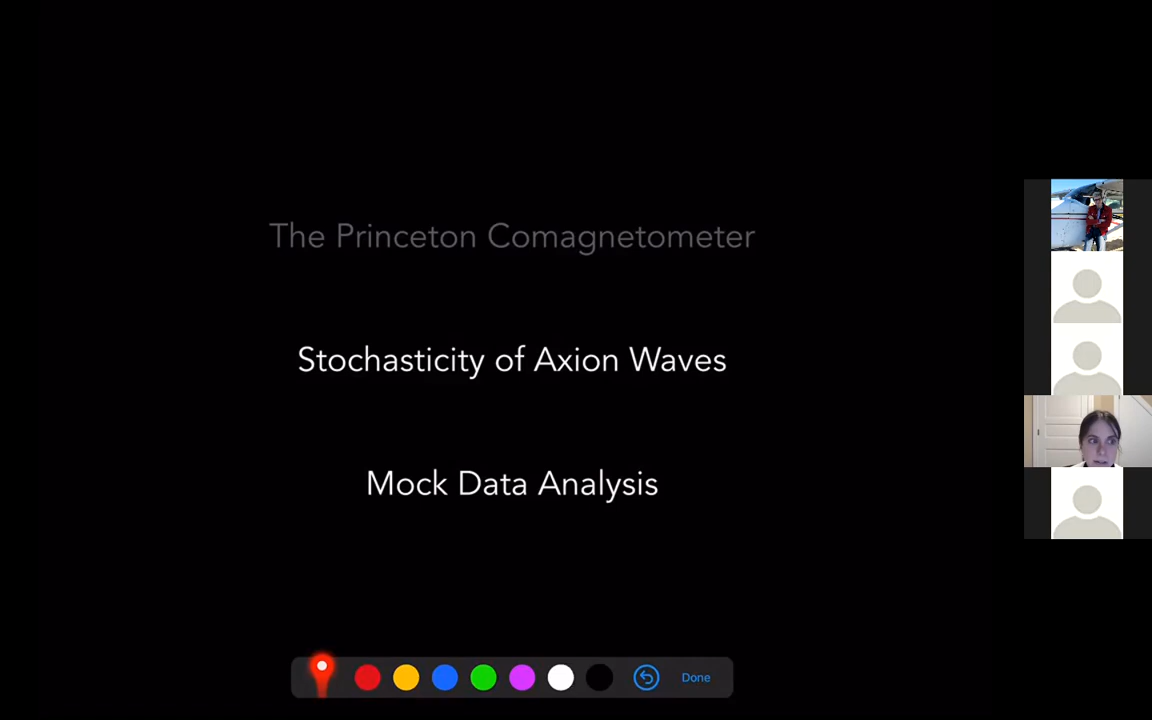 The Princeton Comagnetometer
Stochasticity of Axion Waves
Mock Data Analysis
Done